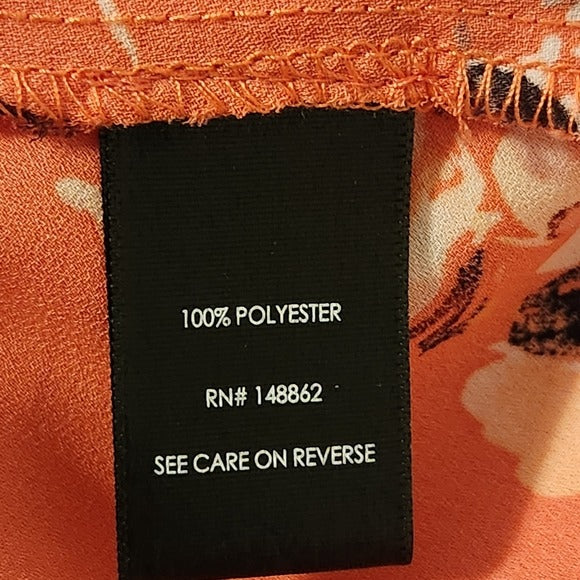 100% POLYESTER
RN# 148862
SEE CARE ON REVERSE